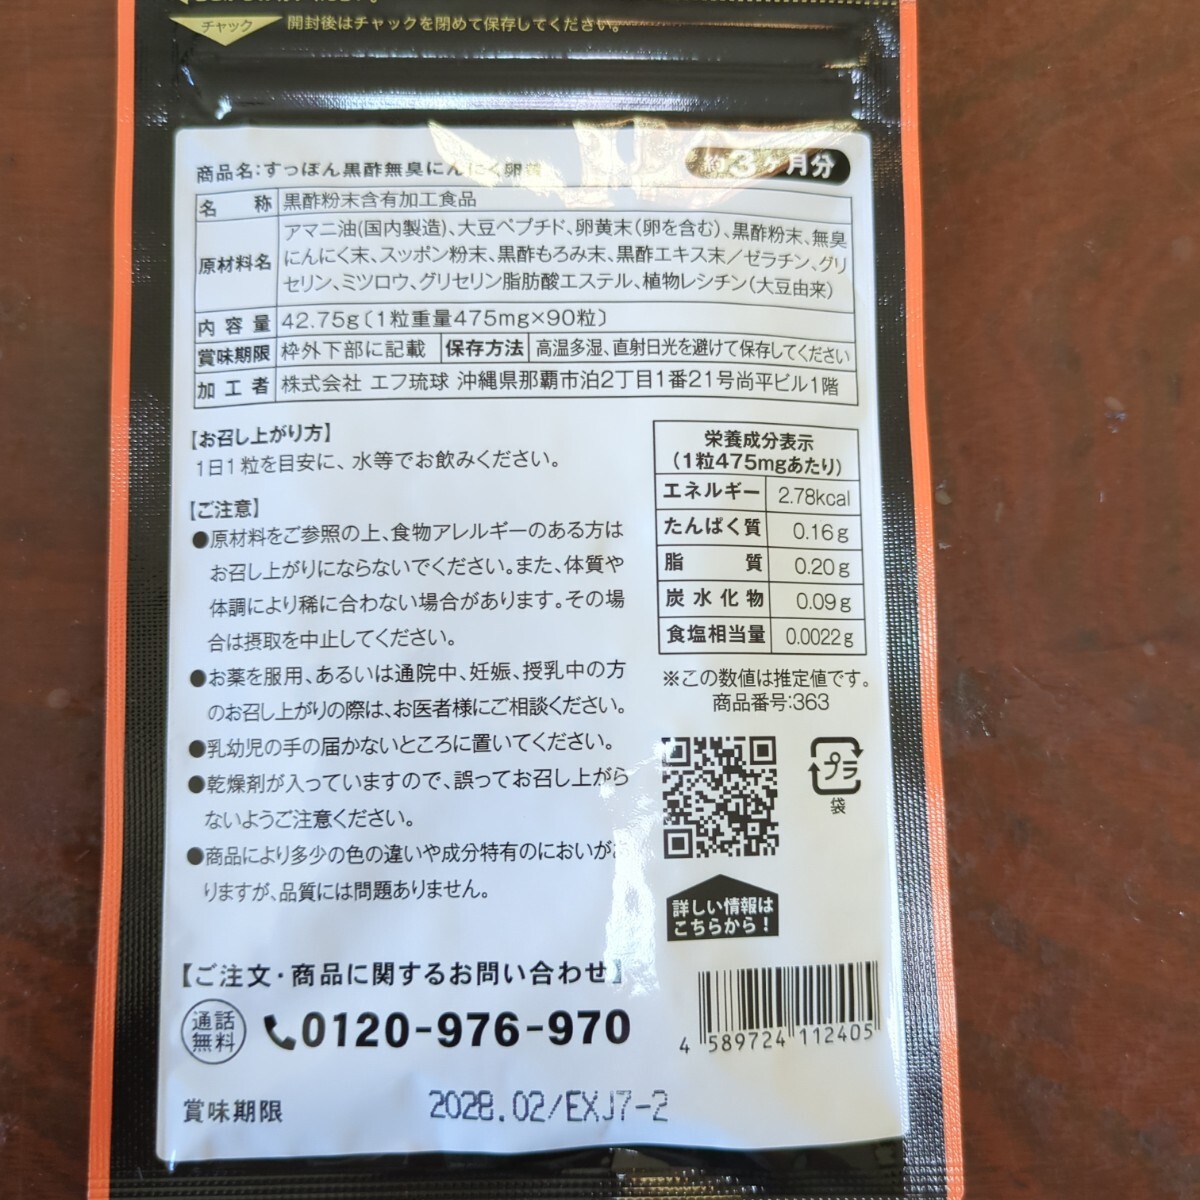 チャック
開封後はチャックを閉めて保存してください。
商品名:すっぽん黒酢無臭にんにく卵黄
約3ヶ月分
名称 黒酢粉末含有加工食品
原材料名
アマニ油(国内製造)、大豆ペプチド、卵黄末(卵を含む)、黒酢粉末、無臭
にんにく末、スッポン粉末、黒酢もろみ末、黒酢エキス末／ゼラチン、グリ
セリン、ミツロウ、グリセリン脂肪酸エステル、植物レシチン(大豆由来)
内容量 42.75g〔1粒重量475mg×90粒〕
賞味期限 枠外下部に記載 保存方法 高温多湿、直射日光を避けて保存してください
加工者 株式会社 エフ琉球 沖縄県那覇市泊2丁目1番21号尚平ビル1階
【お召し上がり方】
1日1粒を目安に、水等でお飲みください。
【ご注意】
●原材料をご参照の上、食物アレルギーのある方は
お召し上がりにならないでください。また、体質や
体調により稀に合わない場合があります。その場
合は摂取を中止してください。
●お薬を服用、あるいは通院中、妊娠、授乳中の方
のお召し上がりの際は、お医者様にご相談ください。
●乳幼児の手の届かないところに置いてください。
●乾燥剤が入っていますので、誤ってお召し上がら
ないようご注意ください。
●商品により多少の色の違いや成分特有のにおいがあ
りますが、品質には問題ありません。
栄養成分表示
(1粒475mgあたり)
エネルギー 2.78kcal
たんぱく質 0.16g
脂質 0.20g
炭水化物 0.09g
食塩相当量 0.0022g
※この数値は推定値です。
商品番号:363
プラ
袋
詳しい情報は
こちらから！
【ご注文・商品に関するお問い合わせ】
通話
無料
0120-976-970
4 589724 112405
賞味期限 2028.02/EXJ7-2